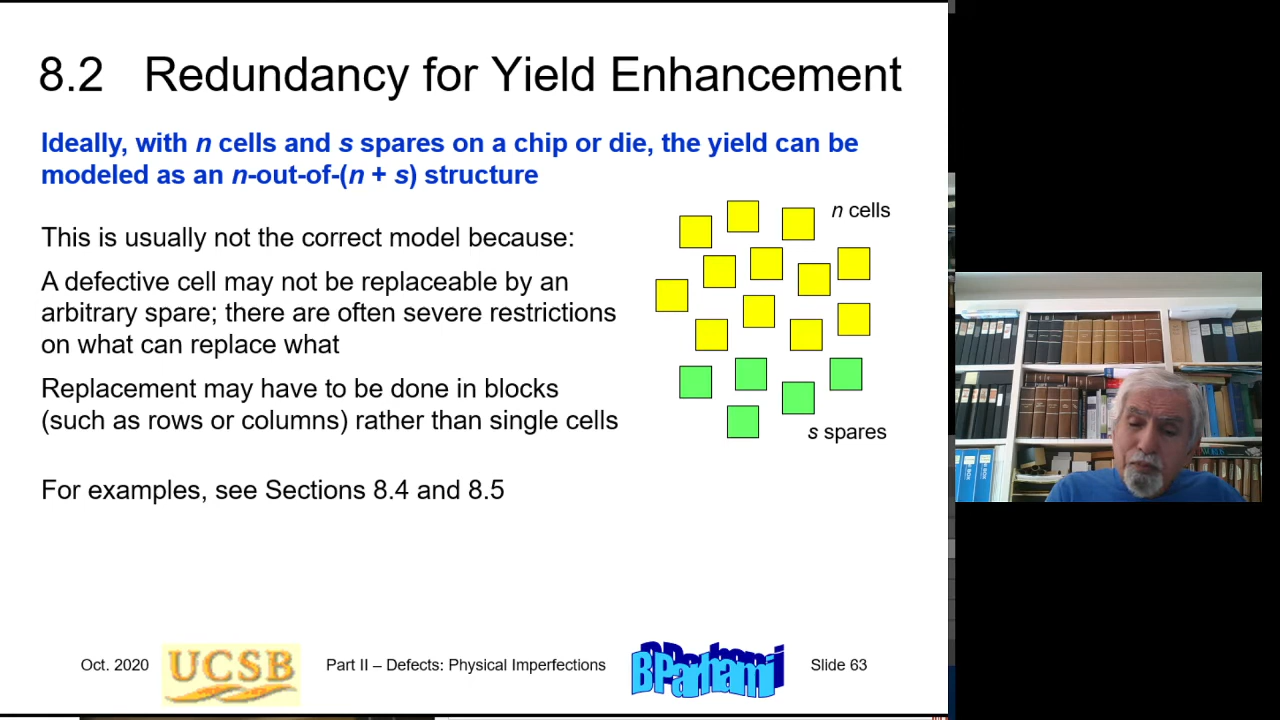 8.2 Redundancy for Yield Enhancement
Ideally, with n cells and s spares on a chip or die, the yield can be
modeled as an n-out-of-(n + s) structure
This is usually not the correct model because:
A defective cell may not be replaceable by an
arbitrary spare; there are often severe restrictions
on what can replace what
Replacement may have to be done in blocks
(such as rows or columns) rather than single cells
For examples, see Sections 8.4 and 8.5
n cells
s spares
Oct. 2020
UCSB
Part II – Defects: Physical Imperfections
BParhami
Slide 63